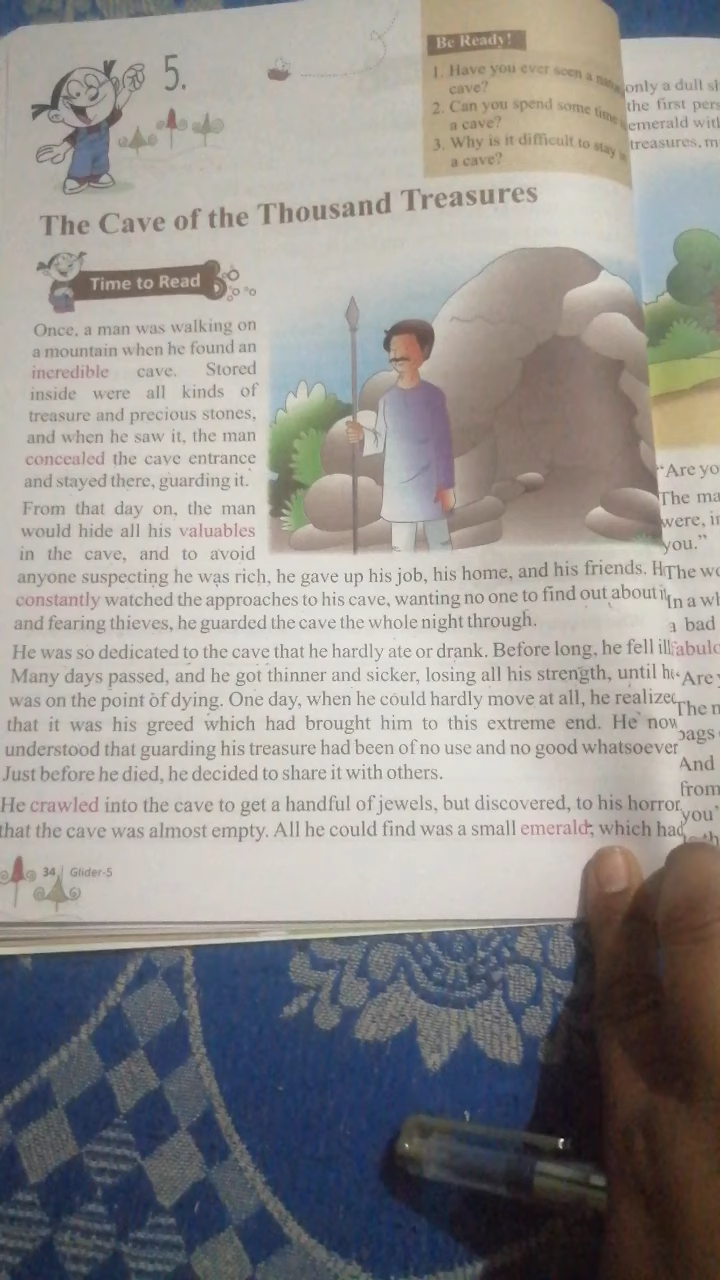 5.
Be Ready!
1. Have you ever seen a
cave?
2. Can you spend some time
a cave?
3. Why is it difficult to stay
a cave?
The Cave of the Thousand Treasures
Time to Read
Once, a man was walking on
a mountain when he found an
incredible cave. Stored
inside were all kinds of
treasure and precious stones,
and when he saw it, the man
concealed the cave entrance
and stayed there, guarding it.
From that day on, the man
would hide all his valuables
in the cave, and to avoid
anyone suspecting he was rich, he gave up his job, his home, and his friends.
constantly watched the approaches to his cave, wanting no one to find out about
and fearing thieves, he guarded the cave the whole night through.
He was so dedicated to the cave that he hardly ate or drank. Before long, he fell ill
Many days passed, and he got thinner and sicker, losing all his strength, until
was on the point of dying. One day, when he could hardly move at all, he
that it was his greed which had brought him to this extreme end. He now
understood that guarding his treasure had been of no use and no good whatsoever
Just before he died, he decided to share it with others.
He crawled into the cave to get a handful of jewels, but discovered, to his horror
that the cave was almost empty. All he could find was a small emerald, which had
34 Glider-5
only a dull
the first
emerald
treasures,
"Are
The
were,
you."
The
In a
a bad
Are
The
bags
And
from